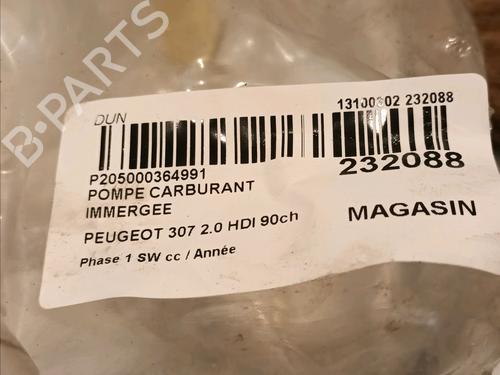 B-PARTS
DUN
13100602 232088
P205000364991
232088
POMPE CARBURANT
IMMERGEE
MAGASIN
PEUGEOT 307 2.0 HDI 90ch
Phase 1 SW cc / Année